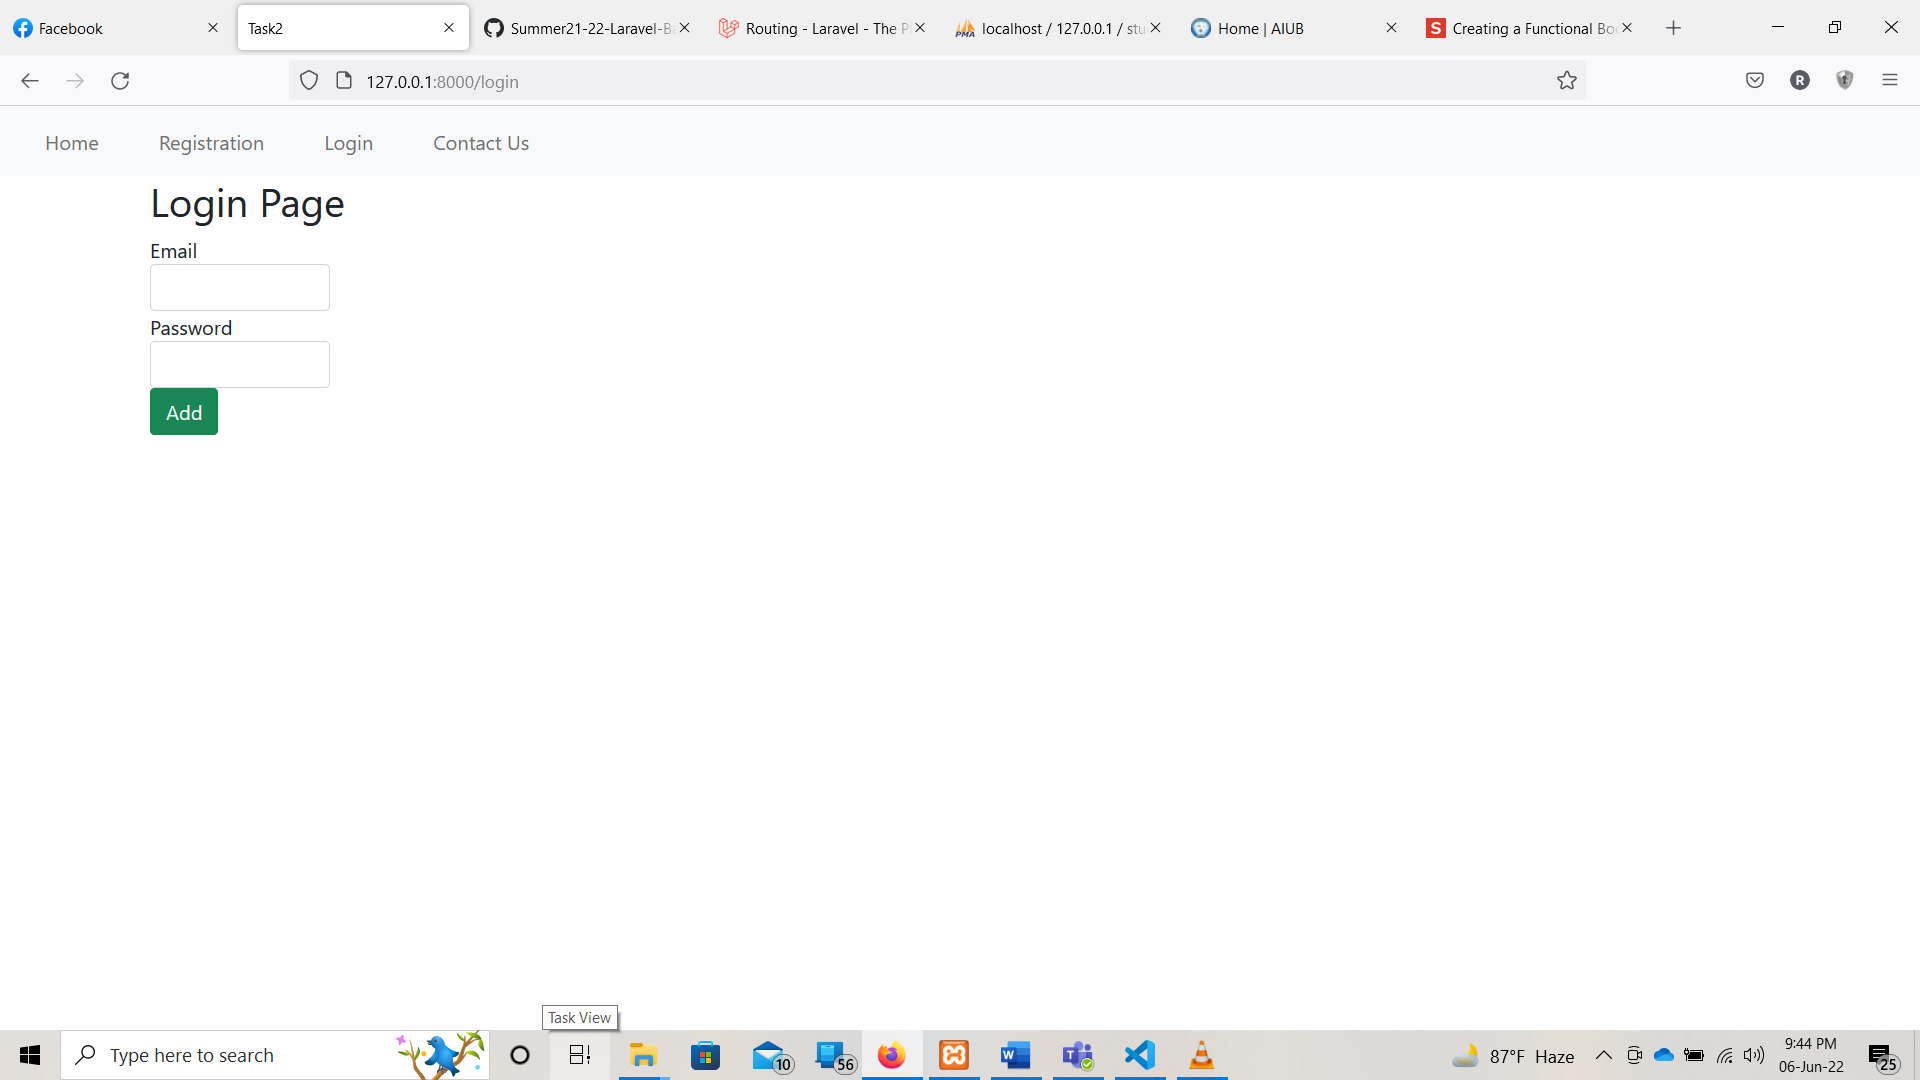 Facebook
Task2
Summer21-22-Laravel-Ba
Routing - Laravel - The P
localhost / 127.0.0.1 / stu
Home | AIUB
Creating a Functional Boo
127.0.0.1:8000/login
R
Home
Registration
Login
Contact Us
Login Page
Email
Password
Add
Task View
Type here to search
10
56
87°F Haze
9:44 PM
06-Jun-22
25